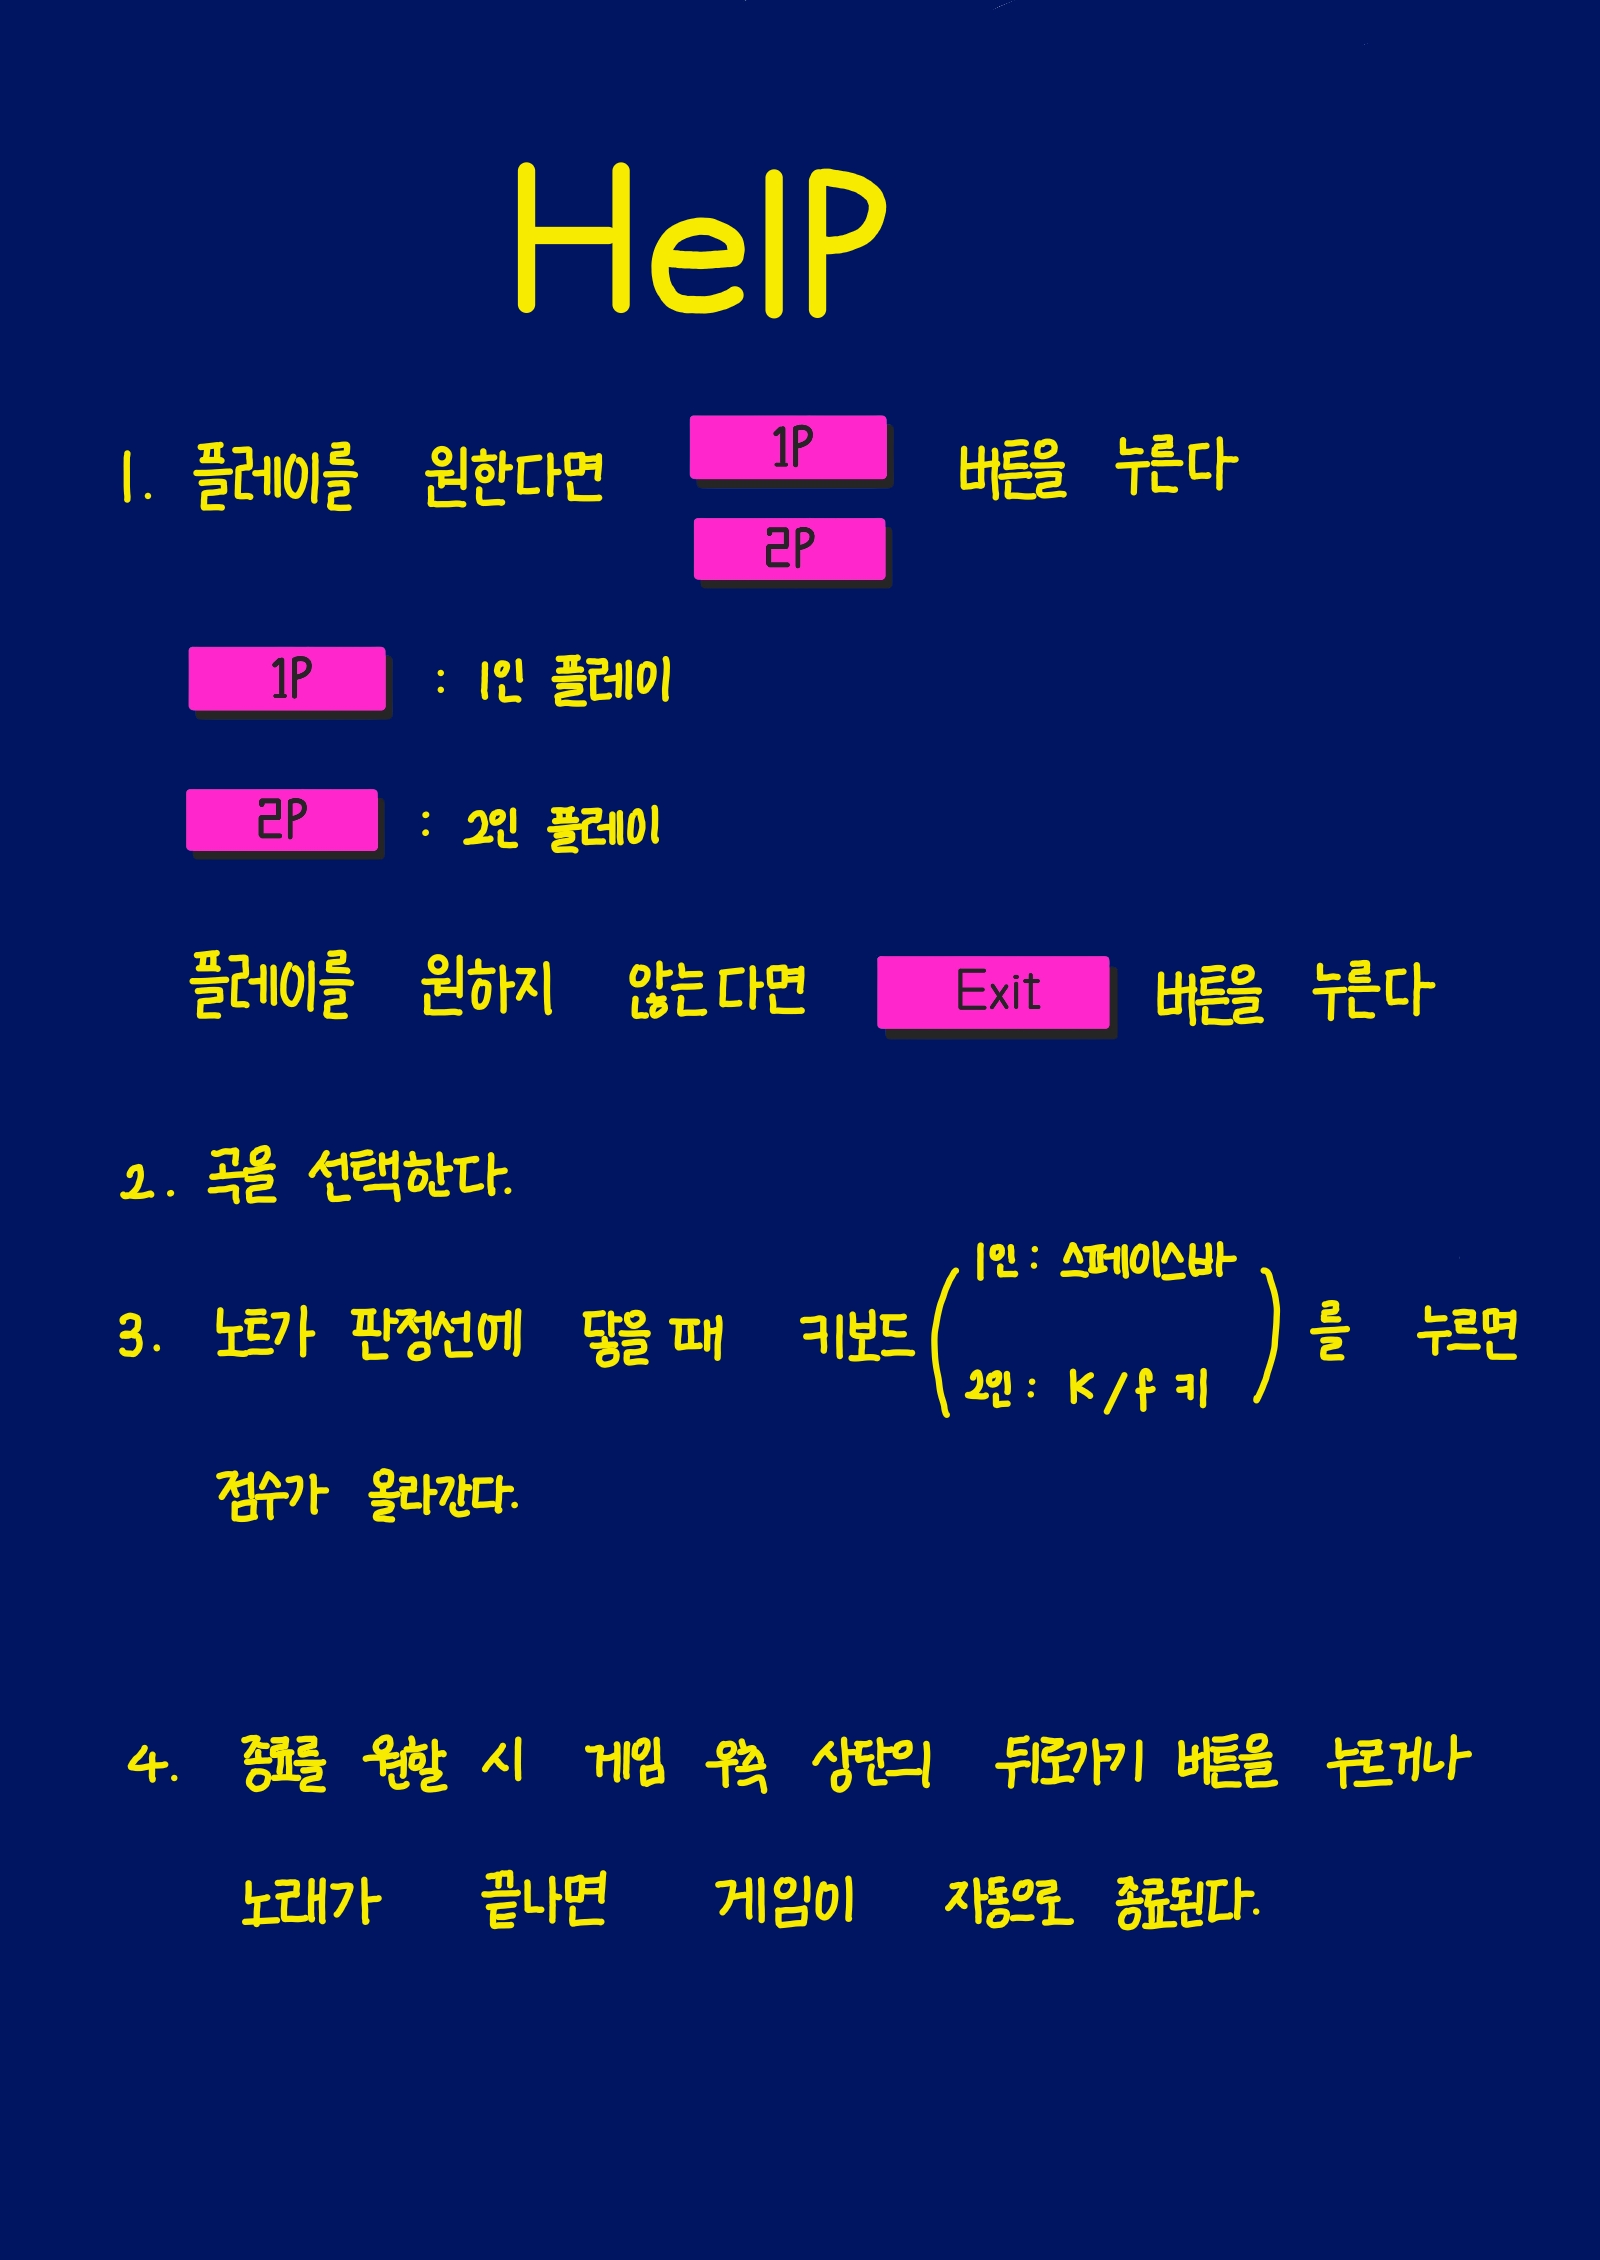 HelP
1. 플레이를 원한다면 1P 버튼을 누른다
2P
1P : 1인 플레이
2P : 2인 플레이
플레이를 원하지 않는다면 Exit 버튼을 누른다
2. 곡을 선택한다.
1인 : 스페이스바
3. 노트가 판정선에 닿을 때 키보드 ( ) 를 누르면
2인 : K / f 키
점수가 올라간다.
4. 종료를 원할 시 게임 우측 상단의 뒤로가기 버튼을 누르거나
노래가 끝나면 게임이 자동으로 종료된다.